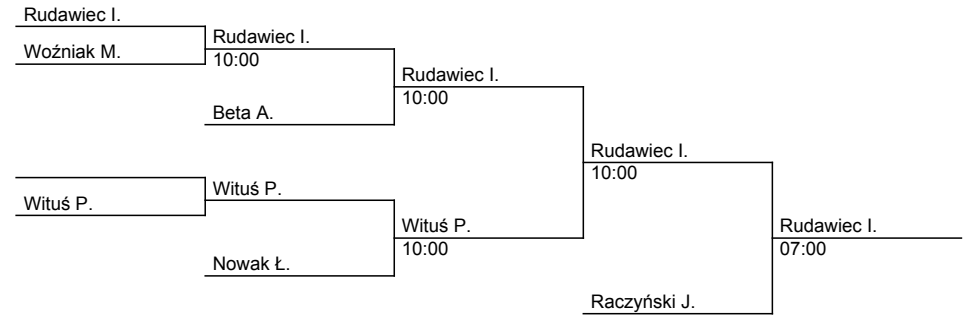 Rudawiec I.
Woźniak M.
Rudawiec I.
10:00
Beta A.
Rudawiec I.
10:00
Wituś P.
Wituś P.
Nowak Ł.
Wituś P.
10:00
Rudawiec I.
10:00
Raczyński J.
Rudawiec I.
07:00